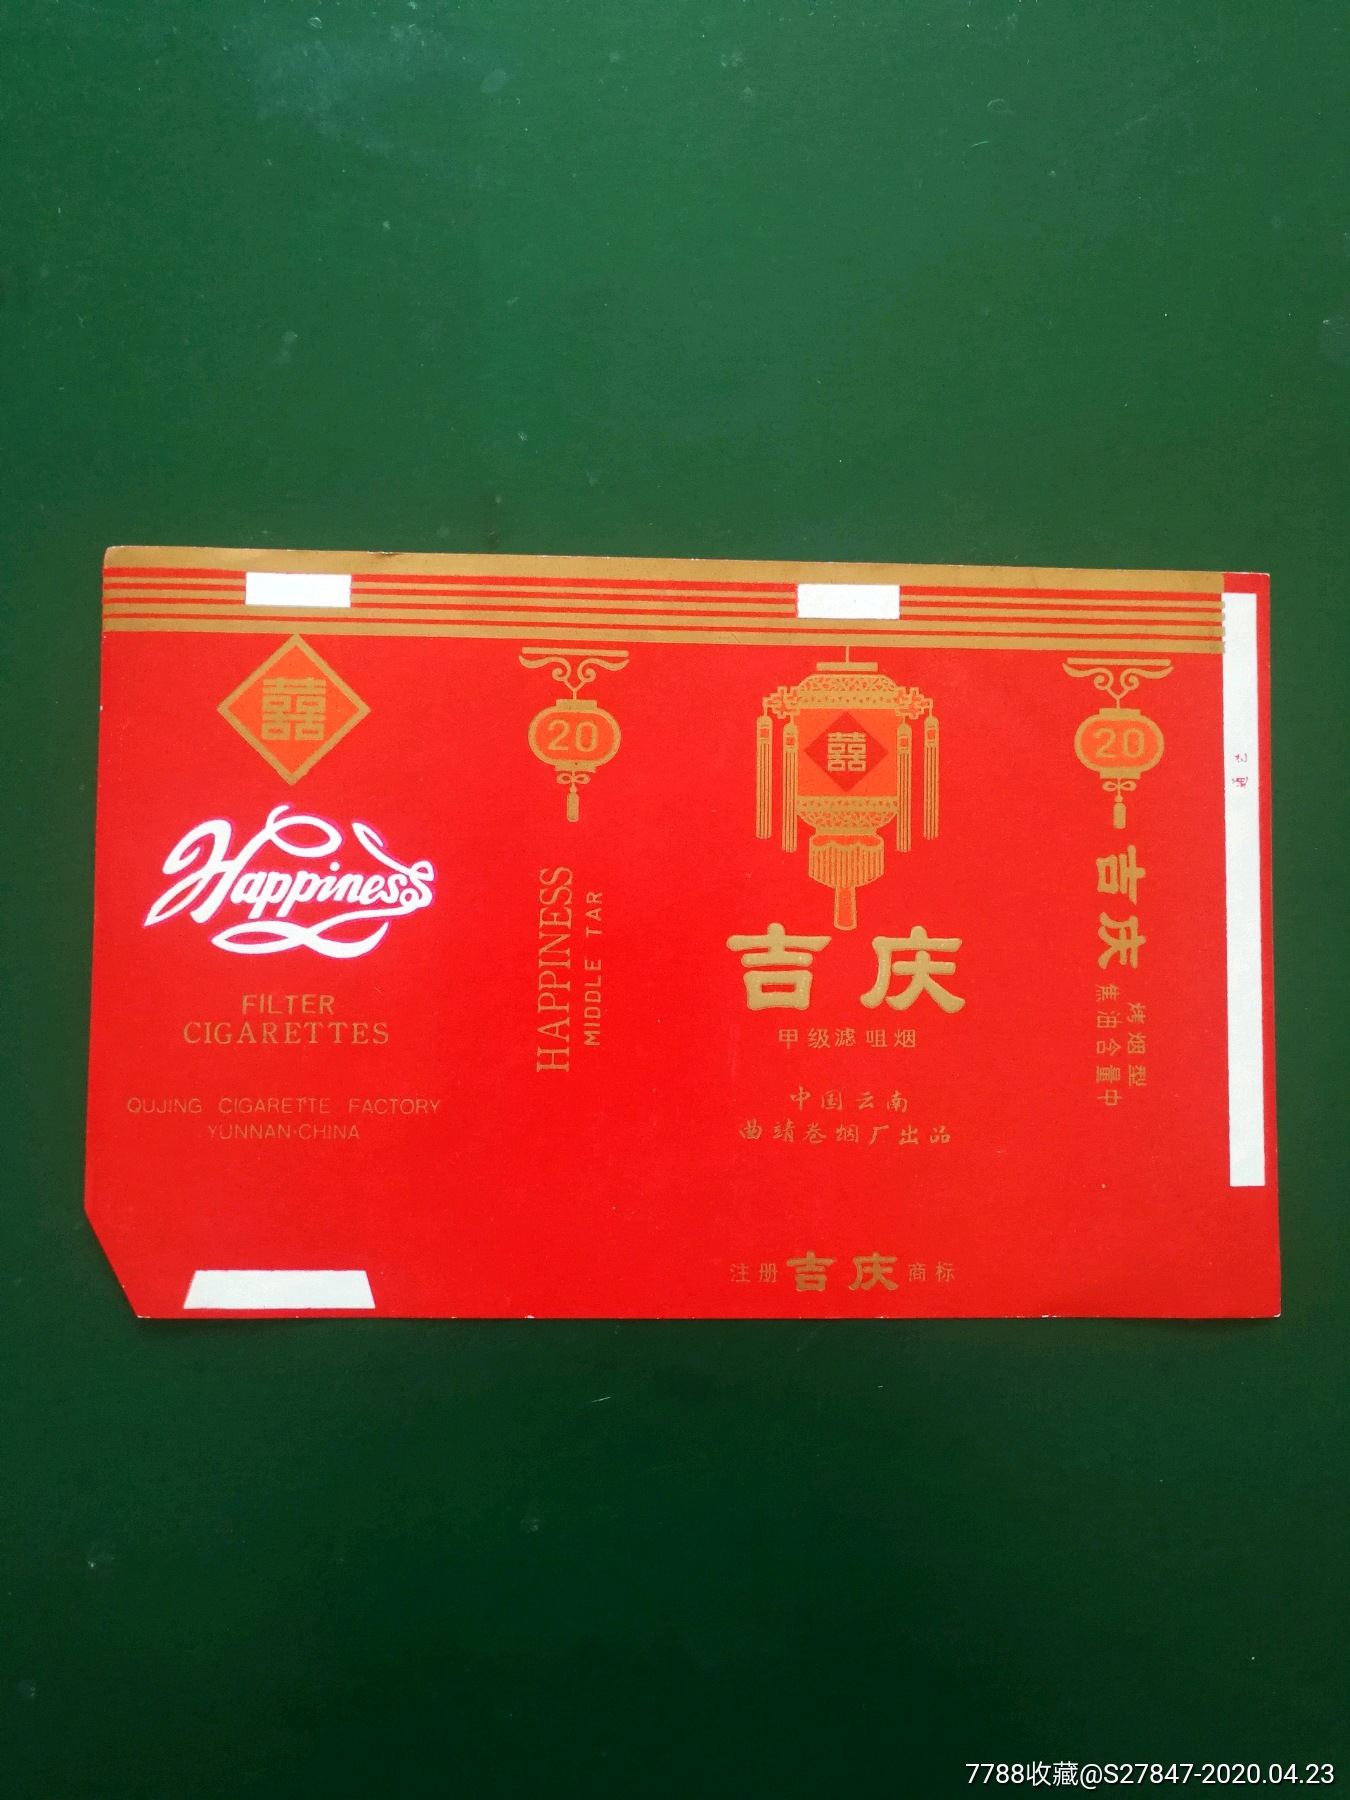 囍
Happiness
FILTER
CIGARETTES
QUJING CIGARETTE FACTORY
YUNNAN·CHINA
20
HAPPINESS
MIDDLE TAR
囍
吉庆
甲级滤咀烟
中国云南
曲靖卷烟厂出品
注册吉庆商标
20
吉庆
烤烟型
焦油含量中
7788收藏@S27847-2020.04.23